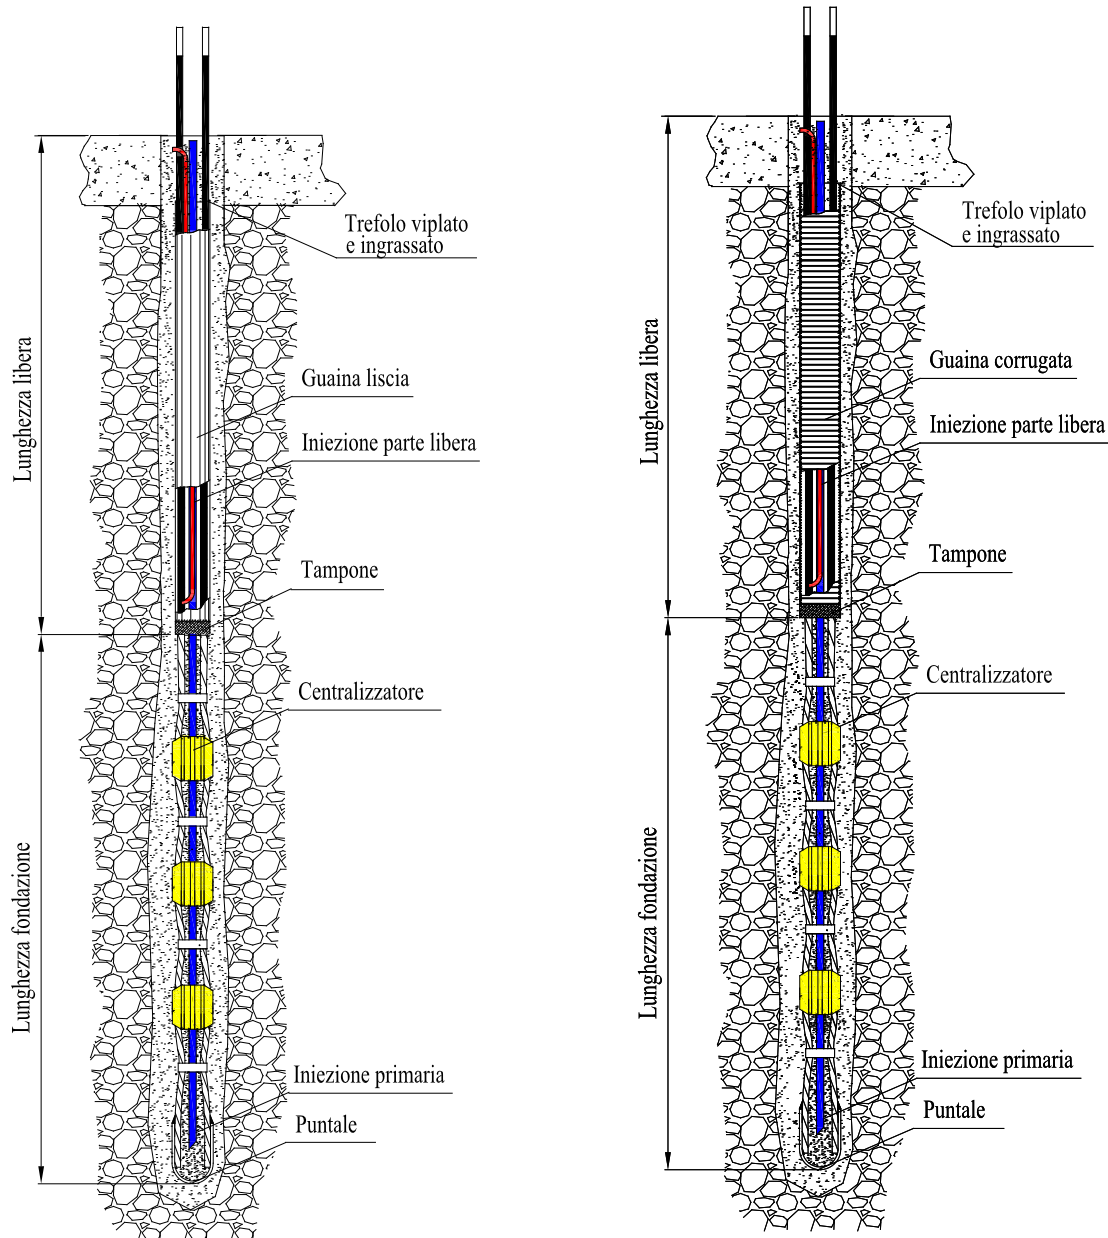 Lunghezza libera
Trefolo viplato
e ingrassato
Guaina liscia
Iniezione parte libera
Tampone
Centralizzatore
Lunghezza fondazione
Iniezione primaria
Puntale
Lunghezza libera
Trefolo viplato
e ingrassato
Guaina corrugata
Iniezione parte libera
Tampone
Centralizzatore
Lunghezza fondazione
Iniezione primaria
Puntale